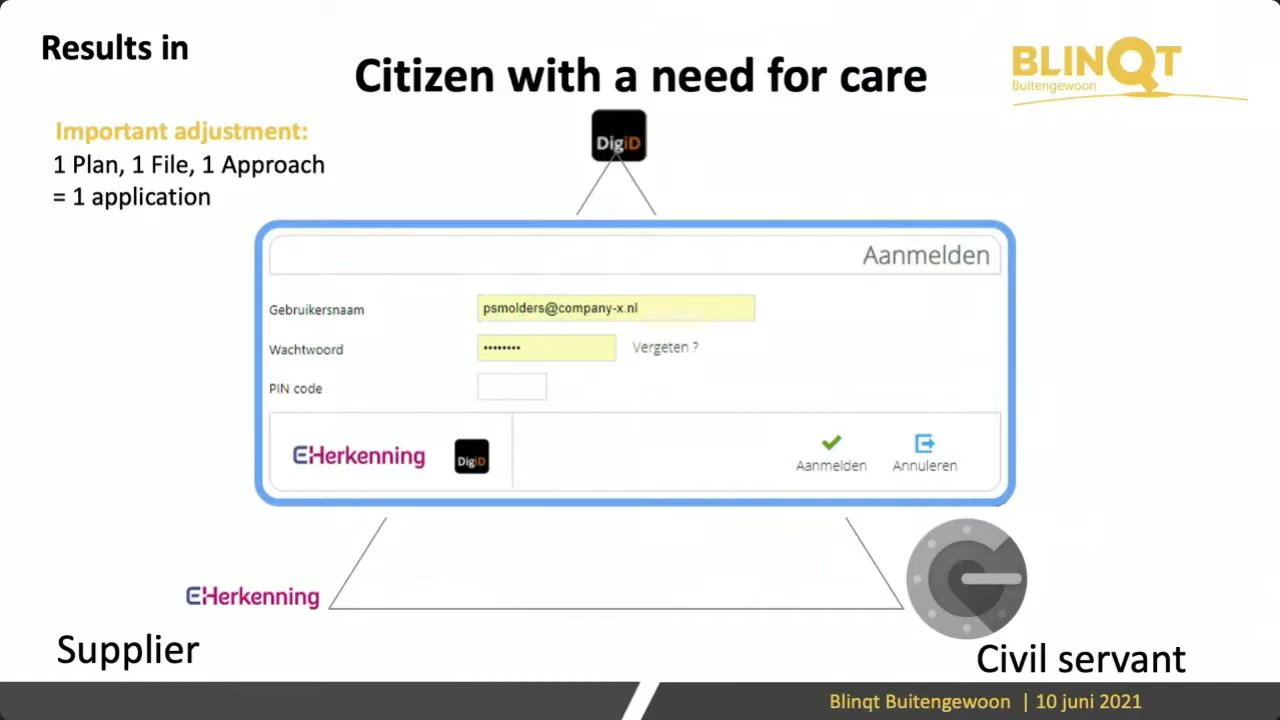 Results in
Citizen with a need for care
BLINQT
Buitengewoon
Important adjustment:
1 Plan, 1 File, 1 Approach
= 1 application
DigiD
Aanmelden
Gebruikersnaam
psmolders@company-x.nl
Wachtwoord
••••••••
Vergeten ?
PIN code
EHerkenning
DigiD
Aanmelden
Annuleren
EHerkenning
Supplier
Civil servant
Blinqt Buitengewoon | 10 juni 2021